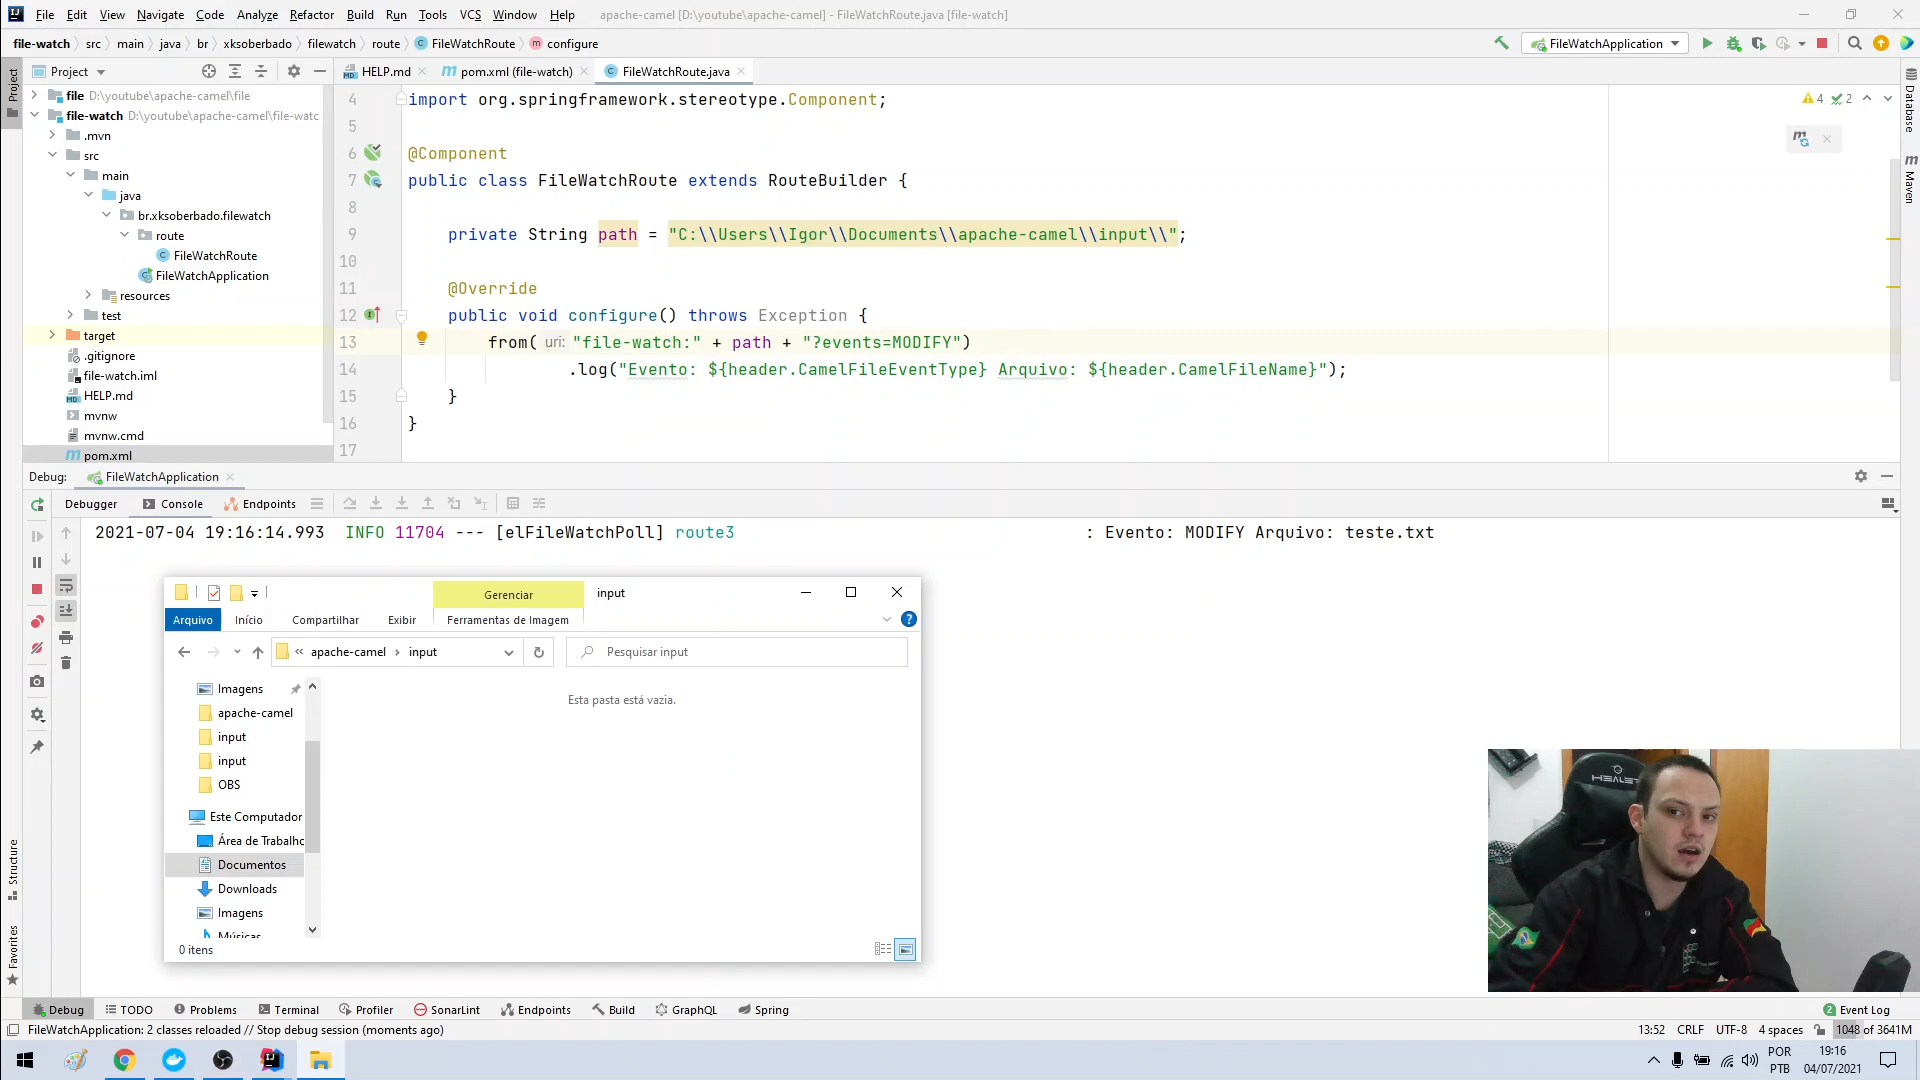 File Edit View Navigate Code Analyze Refactor Build Run Tools VCS Window Help apache-camel [D:\youtube\apache-camel] - FileWatchRoute.java [file-watch]
file-watch src main java br xksoberbado filewatch route FileWatchRoute configure FileWatchApplication
Project HELP.md pom.xml (file-watch) FileWatchRoute.java
Project
Database
Maven
file D:\youtube\apache-camel\file
file-watch D:\youtube\apache-camel\file-watc
.mvn
src
main
java
br.xksoberbado.filewatch
route
FileWatchRoute
FileWatchApplication
resources
test
target
.gitignore
file-watch.iml
HELP.md
mvnw
mvnw.cmd
pom.xml
4 2
4 import org.springframework.stereotype.Component;
5
6 @Component
7 public class FileWatchRoute extends RouteBuilder {
8
9 private String path = "C:\\Users\\Igor\\Documents\\apache-camel\\input\\";
10
11 @Override
12 public void configure() throws Exception {
13 from( uri: "file-watch:" + path + "?events=MODIFY")
14 .log("Evento: ${header.CamelFileEventType} Arquivo: ${header.CamelFileName}");
15 }
16 }
17
Debug: FileWatchApplication
Debugger Console Endpoints
2021-07-04 19:16:14.993 INFO 11704 --- [elFileWatchPoll] route3 : Evento: MODIFY Arquivo: teste.txt
Gerenciar input
Arquivo Início Compartilhar Exibir Ferramentas de Imagem
« apache-camel input Pesquisar input
Imagens
apache-camel
input
input
OBS
Este Computador
Área de Trabalho
Documentos
Downloads
Imagens
Músicas
Esta pasta está vazia.
0 itens
HEALER
Structure
Favorites
Debug TODO Problems Terminal Profiler SonarLint Endpoints Build GraphQL Spring 2 Event Log
FileWatchApplication: 2 classes reloaded // Stop debug session (moments ago) 13:52 CRLF UTF-8 4 spaces 1048 of 3641M
POR
PTB
19:16
04/07/2021